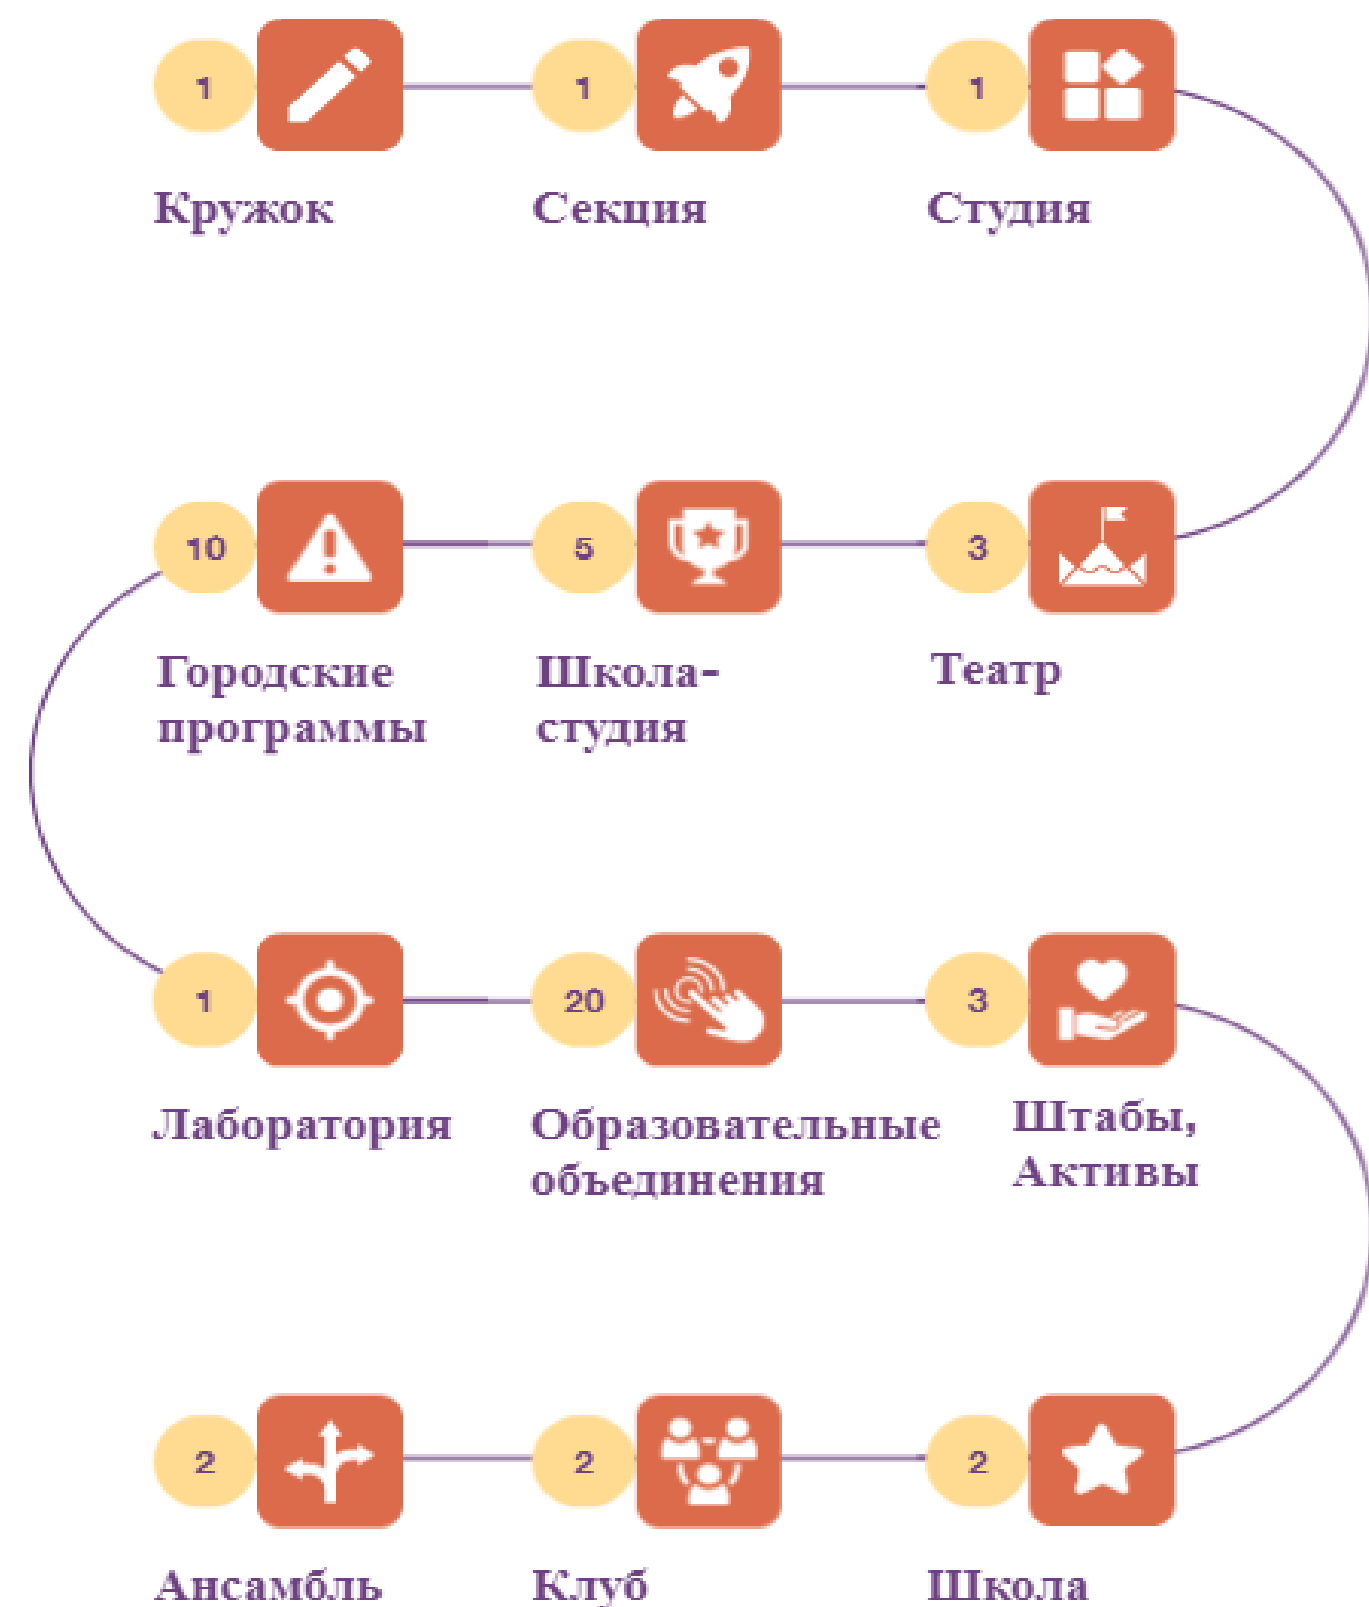 1
1
1
Кружок
Секция
Студия
10
5
3
Городские
программы
Школа-
студия
Театр
1
20
3
Лаборатория
Образовательные
объединения
Штабы,
Активы
2
2
2
Ансамбль
Клуб
Школа